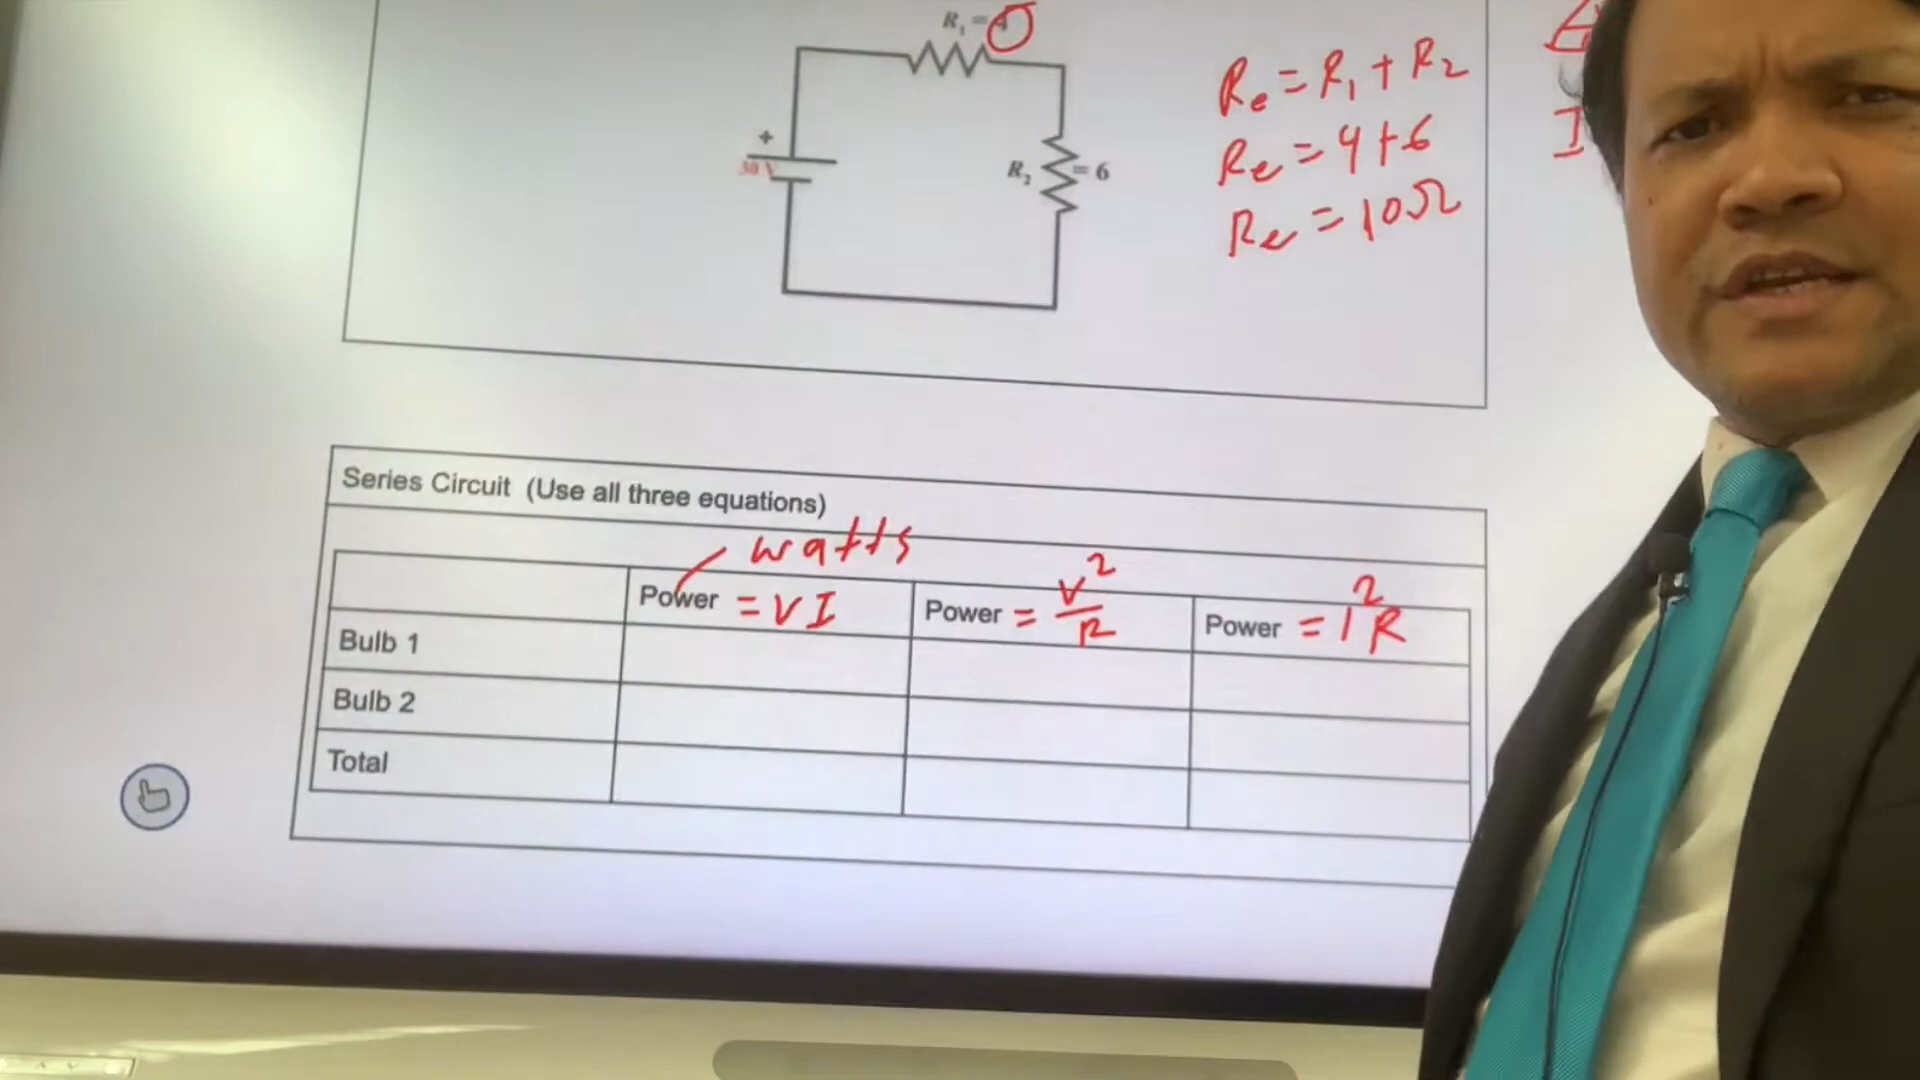 R₁ =
Rₑ = R₁ + R₂
+
30 V
R₂ = 6
Rₑ = 4+6
Rₑ = 10Ω
I
Series Circuit (Use all three equations)
watts
Power = VI
Power = V²/R
Power = I²R
Bulb 1
Bulb 2
Total